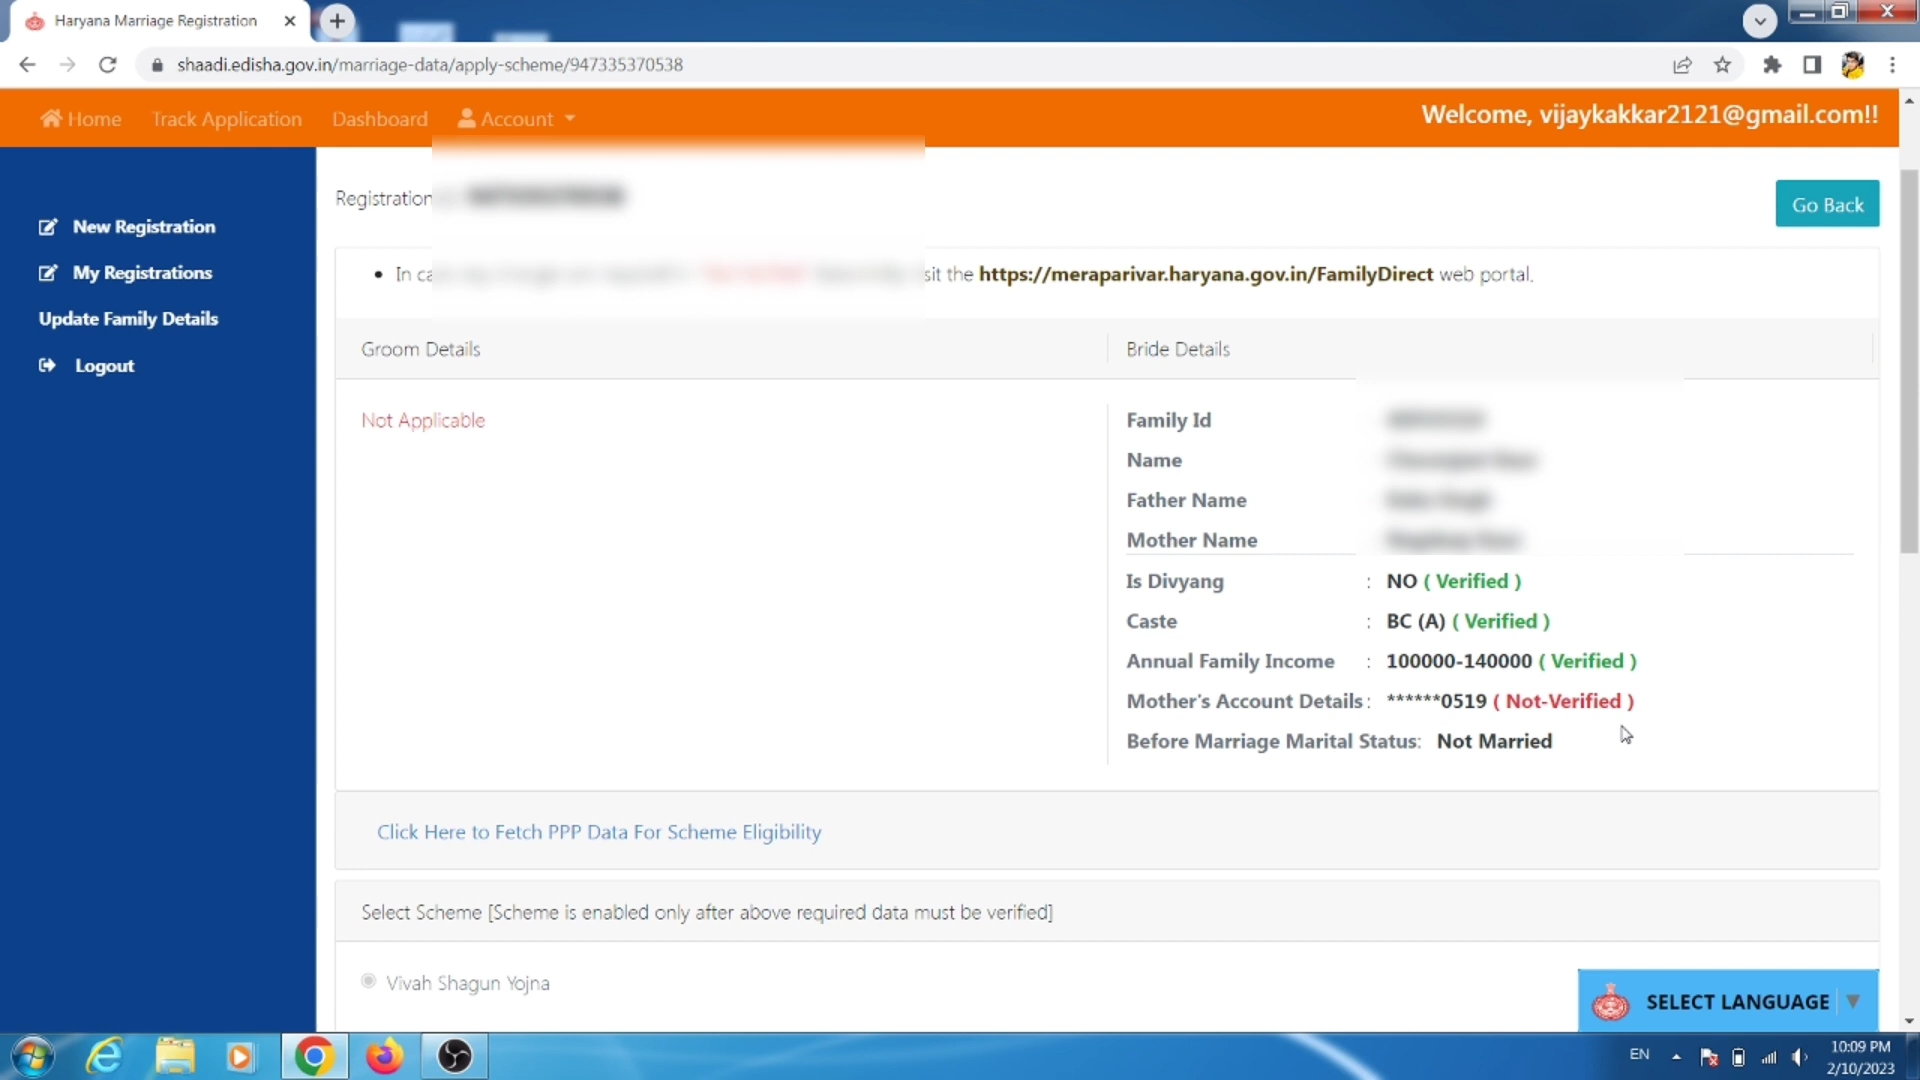 Haryana Marriage Registration
shaadi.edisha.gov.in/marriage-data/apply-scheme/947335370538
Home Track Application Dashboard Account
Welcome, vijaykakkar2121@gmail.com!!
New Registration
My Registrations
Update Family Details
Logout
Registration
Go Back
In sit the https://meraparivar.haryana.gov.in/FamilyDirect web portal.
Groom Details
Bride Details
Not Applicable
Family Id
Name
Father Name
Mother Name
Is Divyang : NO ( Verified )
Caste : BC (A) ( Verified )
Annual Family Income : 100000-140000 ( Verified )
Mother's Account Details : ******0519 ( Not-Verified )
Before Marriage Marital Status: Not Married
Click Here to Fetch PPP Data For Scheme Eligibility
Select Scheme [Scheme is enabled only after above required data must be verified]
Vivah Shagun Yojna
SELECT LANGUAGE
EN
10:09 PM
2/10/2023